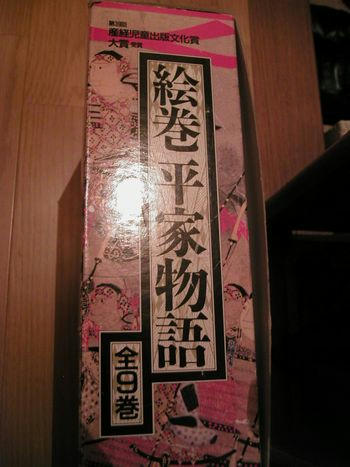 第39回
産経児童出版文化賞
大賞 受賞
絵巻 平家物語
全9巻